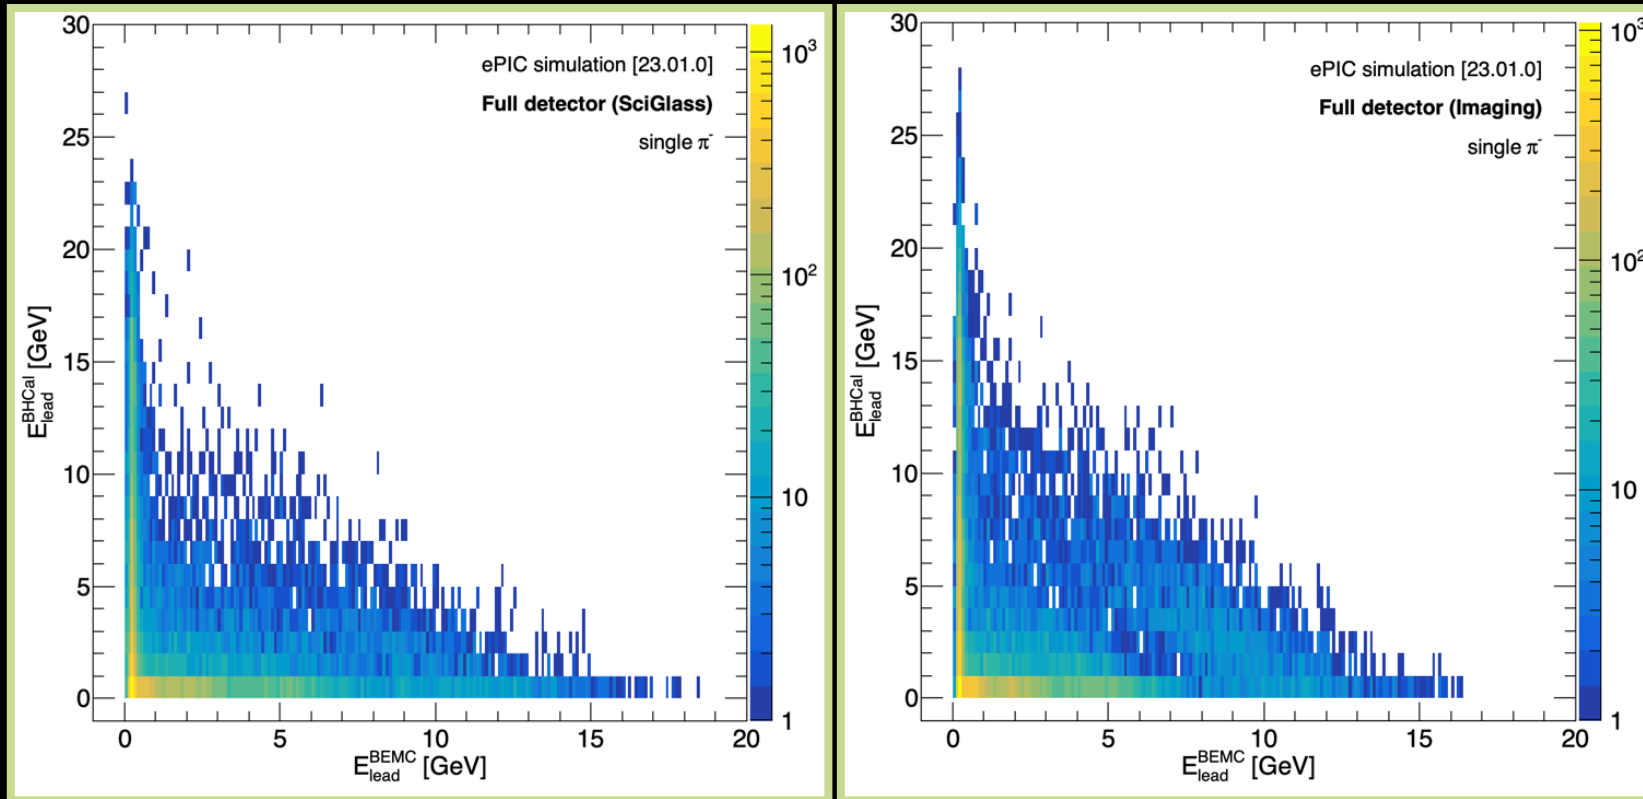 30
25
20
15
10
5
0
E_lead^BHCal [GeV]
ePIC simulation [23.01.0]
Full detector (SciGlass)
single π⁻
10³
10²
10
1
0 5 10 15 20
E_lead^BEMC [GeV]
30
25
20
15
10
5
0
E_lead^BHCal [GeV]
ePIC simulation [23.01.0]
Full detector (Imaging)
single π⁻
10³
10²
10
1
0 5 10 15 20
E_lead^BEMC [GeV]